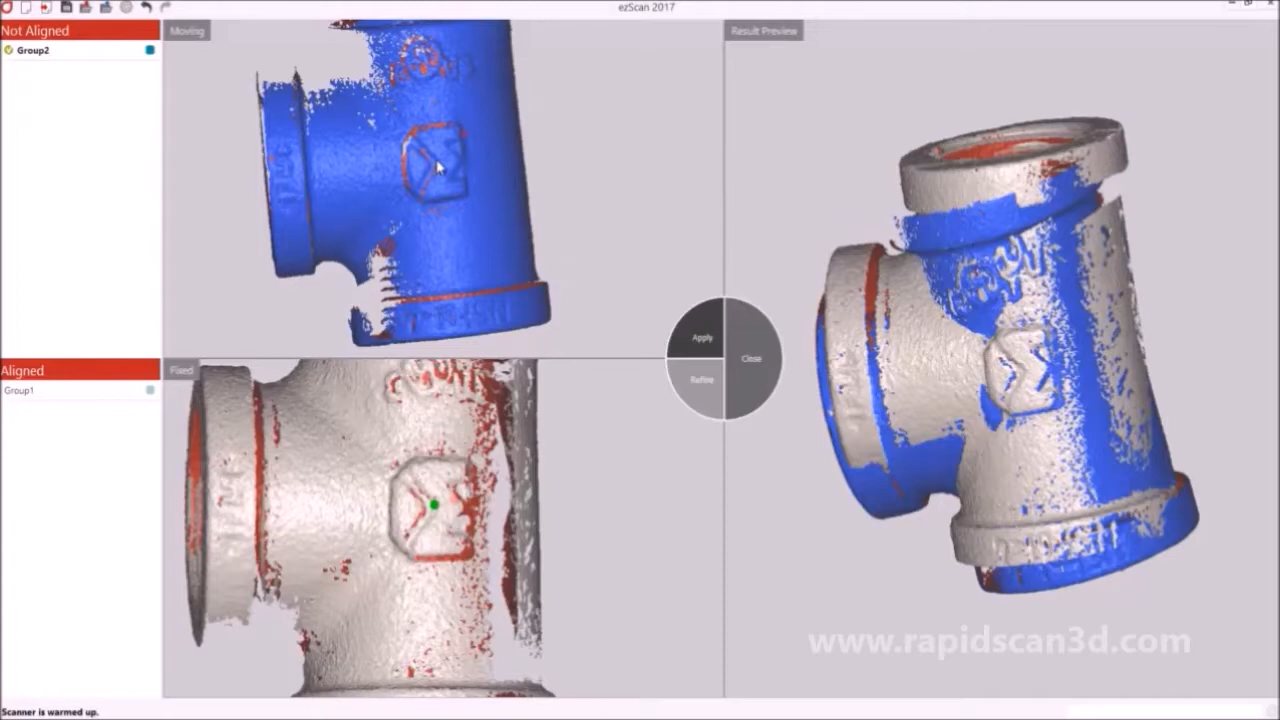 ezScan 2017
Not Aligned
Group2
Moving
Result Preview
Apply
Close
Refine
Aligned
Group1
Fixed
www.rapidscan3d.com
Scanner is warmed up.